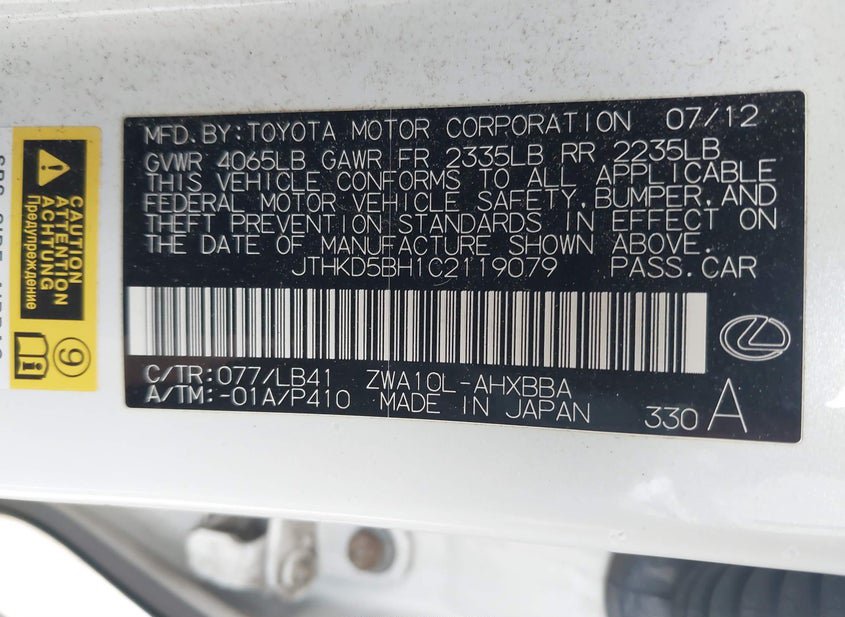 MFD.BY:TOYOTA MOTOR CORPORATION 07/12
GVWR 4065LB GAWR FR 2335LB RR 2235LB
THIS VEHICLE CONFORMS TO ALL APPLICABLE
FEDERAL MOTOR VEHICLE SAFETY,BUMPER,AND
THEFT PREVENTION STANDARDS IN EFFECT ON
THE DATE OF MANUFACTURE SHOWN ABOVE.
JTHKD5BH1C2119079 PASS.CAR
C/TR:077/LB41 ZWA10L-AHXBBA
A/TM:-01A/P410 MADE IN JAPAN 330 A
CAUTION
ATTENTION
ACHTUNG
Предупреждение
9